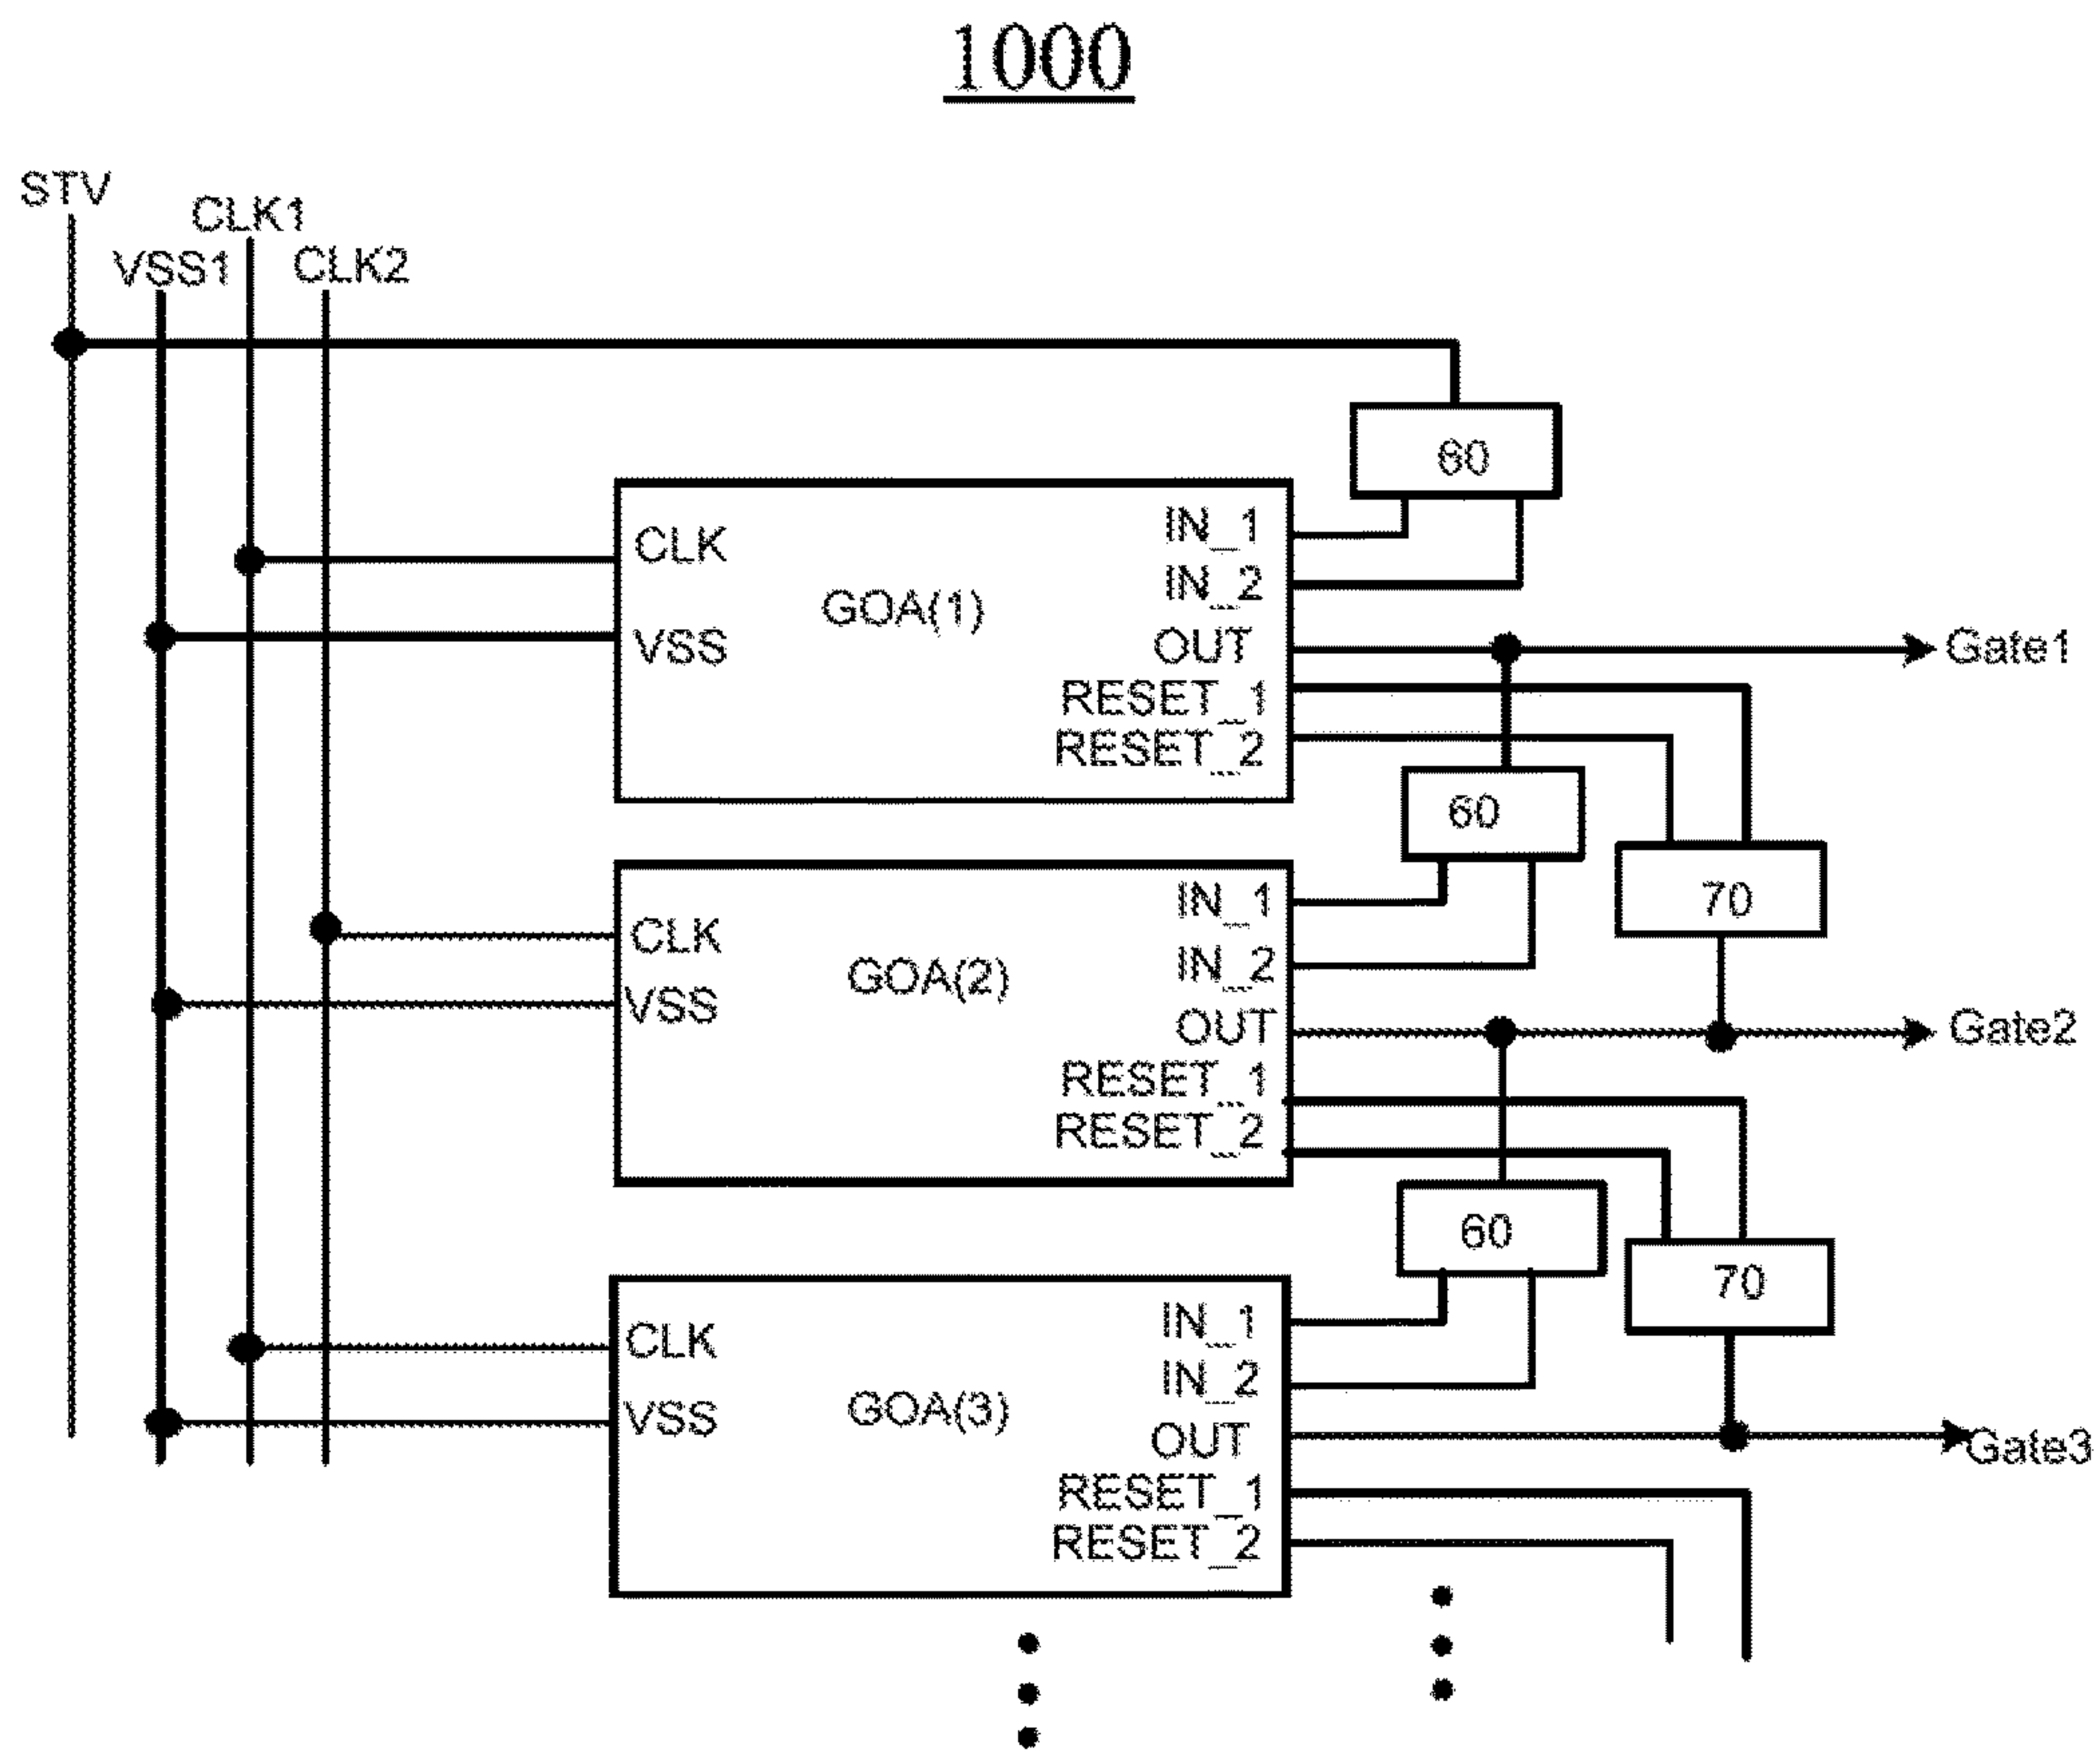 1000
STV
CLK1
VSS1
CLK2
60
CLK
VSS
GOA(1)
IN_1
IN_2
OUT
RESET_1
RESET_2
Gate1
60
70
CLK
VSS
GOA(2)
IN_1
IN_2
OUT
RESET_1
RESET_2
Gate2
60
70
CLK
VSS
GOA(3)
IN_1
IN_2
OUT
RESET_1
RESET_2
Gate3